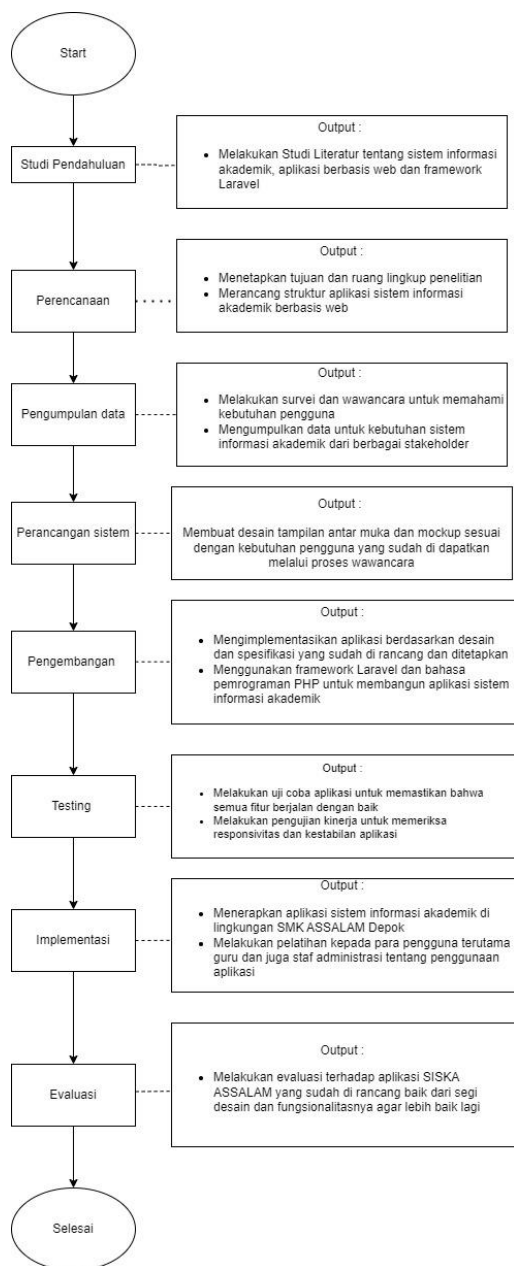 Start
Studi Pendahuluan
Output :
• Melakukan Studi Literatur tentang sistem informasi
akademik, aplikasi berbasis web dan framework
Laravel
Perencanaan
Output :
• Menetapkan tujuan dan ruang lingkup penelitian
• Merancang struktur aplikasi sistem informasi
akademik berbasis web
Pengumpulan data
Output :
• Melakukan survei dan wawancara untuk memahami
kebutuhan pengguna
• Mengumpulkan data untuk kebutuhan sistem
informasi akademik dari berbagai stakeholder
Perancangan sistem
Output :
Membuat desain tampilan antar muka dan mockup sesuai
dengan kebutuhan pengguna yang sudah di dapatkan
melalui proses wawancara
Pengembangan
Output :
• Mengimplementasikan aplikasi berdasarkan desain
dan spesifikasi yang sudah di rancang dan ditetapkan
• Menggunakan framework Laravel dan bahasa
pemrograman PHP untuk membangun aplikasi sistem
informasi akademik
Testing
Output :
• Melakukan uji coba aplikasi untuk memastikan bahwa
semua fitur berjalan dengan baik
• Melakukan pengujian kinerja untuk memeriksa
responsivitas dan kestabilan aplikasi
Implementasi
Output :
• Menerapkan aplikasi sistem informasi akademik di
lingkungan SMK ASSALAM Depok
• Melakukan pelatihan kepada para pengguna terutama
guru dan juga staf administrasi tentang penggunaan
aplikasi
Evaluasi
Output :
• Melakukan evaluasi terhadap aplikasi SISKA
ASSALAM yang sudah di rancang baik dari segi
desain dan fungsionalitasnya agar lebih baik lagi
Selesai